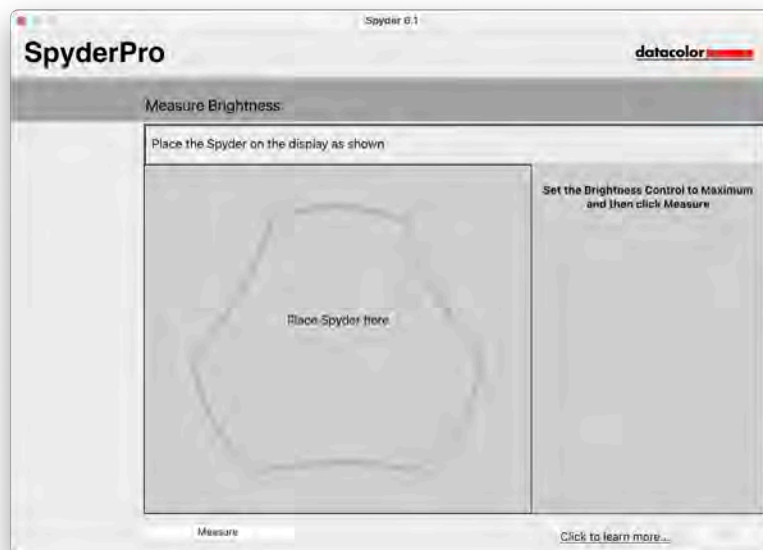 Spyder 6.1
SpyderPro
datacolor
Measure Brightness
Place the Spyder on the display as shown
Set the Brightness Control to Maximum
and then click Measure
Place Spyder here
Measure
Click to learn more...